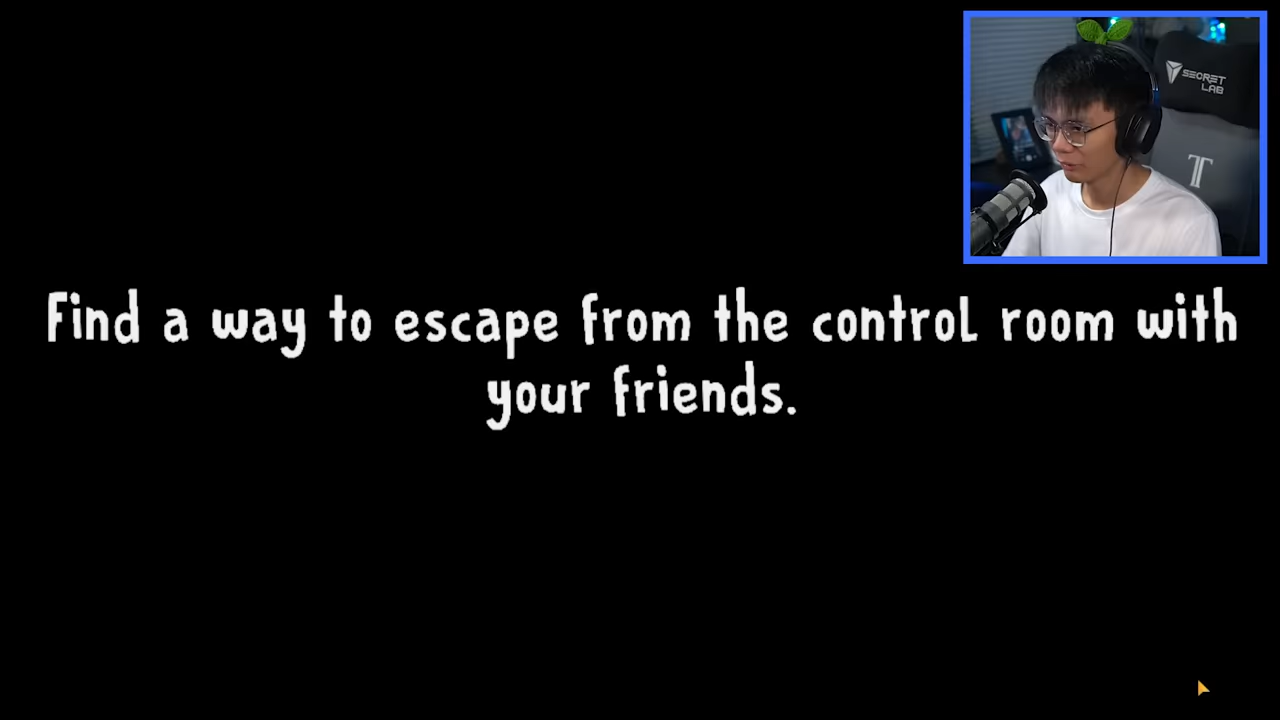 SECRET
LAB
T
Find a way to escape from the control room with
your friends.